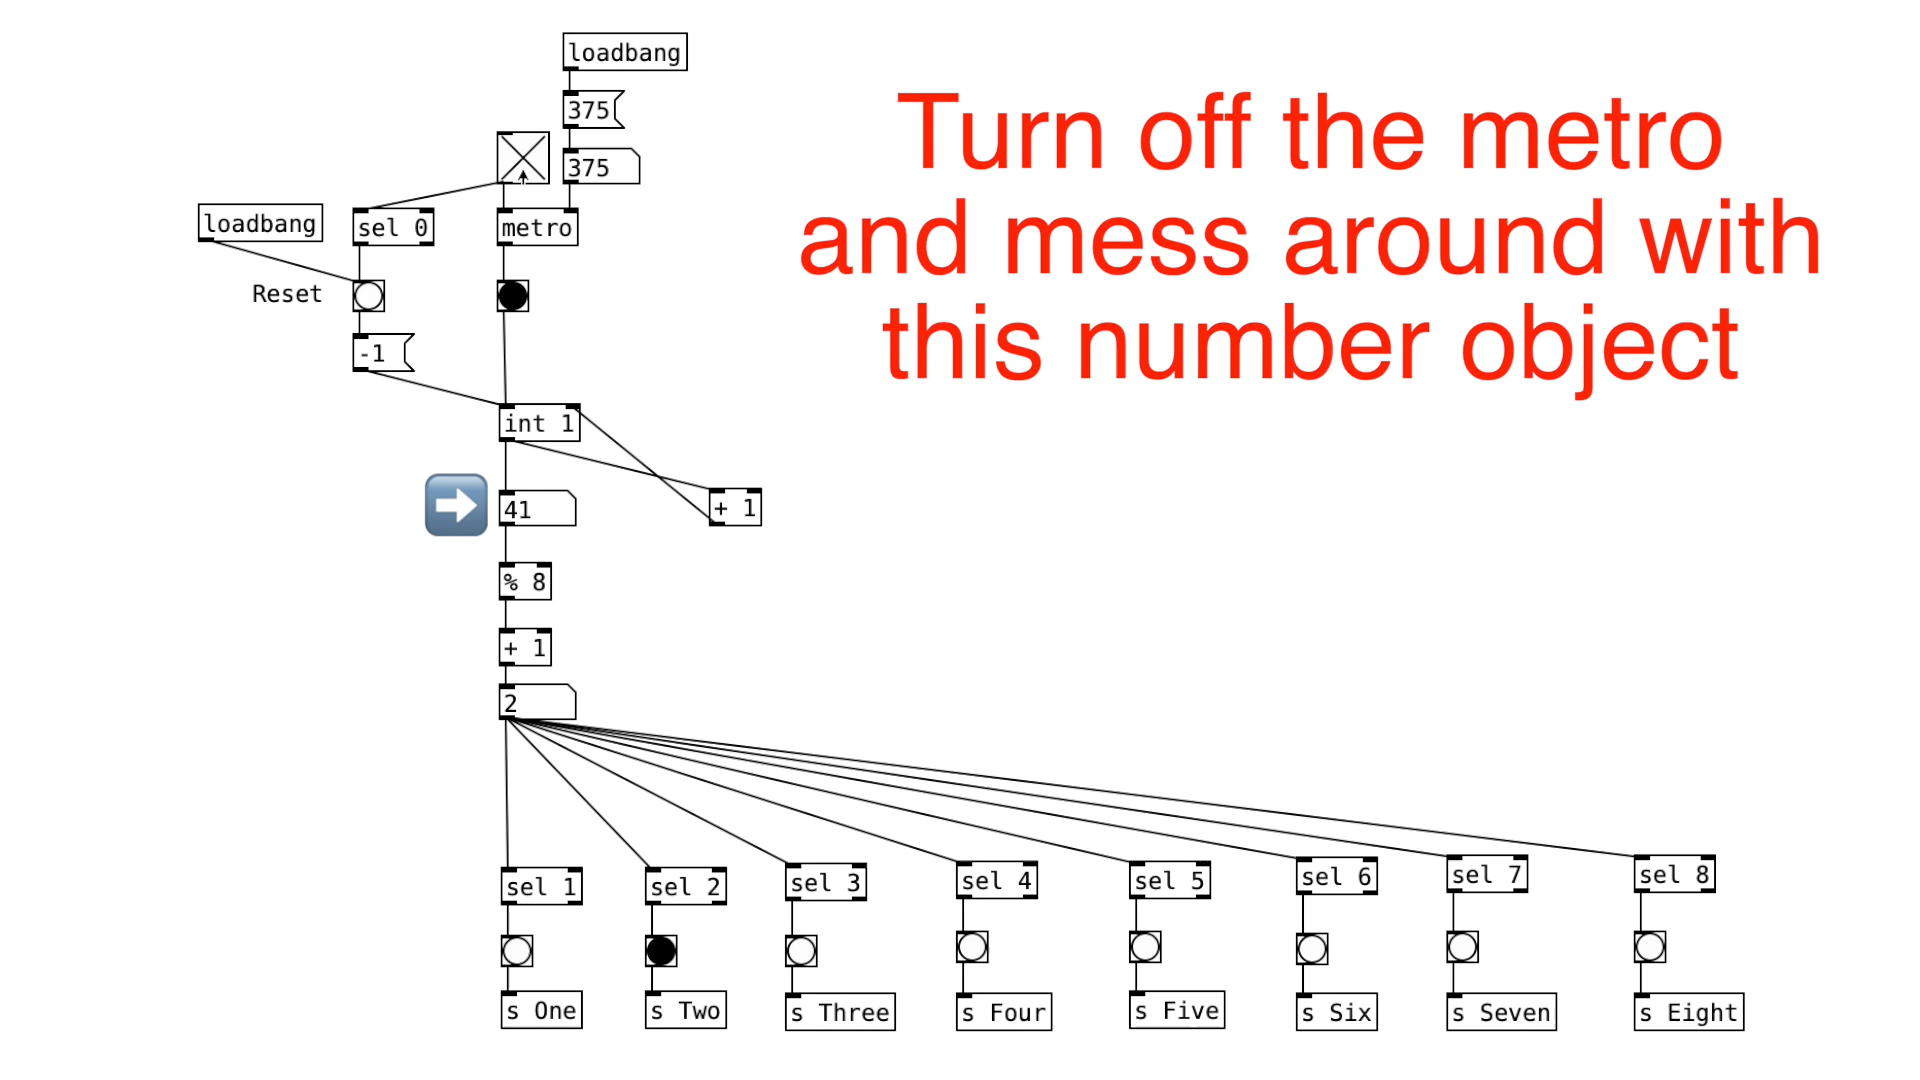 loadbang
375
375
Turn off the metro
and mess around with
this number object
loadbang
sel 0
metro
Reset
-1
int 1
41
+ 1
% 8
+ 1
2
sel 1
sel 2
sel 3
sel 4
sel 5
sel 6
sel 7
sel 8
s One
s Two
s Three
s Four
s Five
s Six
s Seven
s Eight